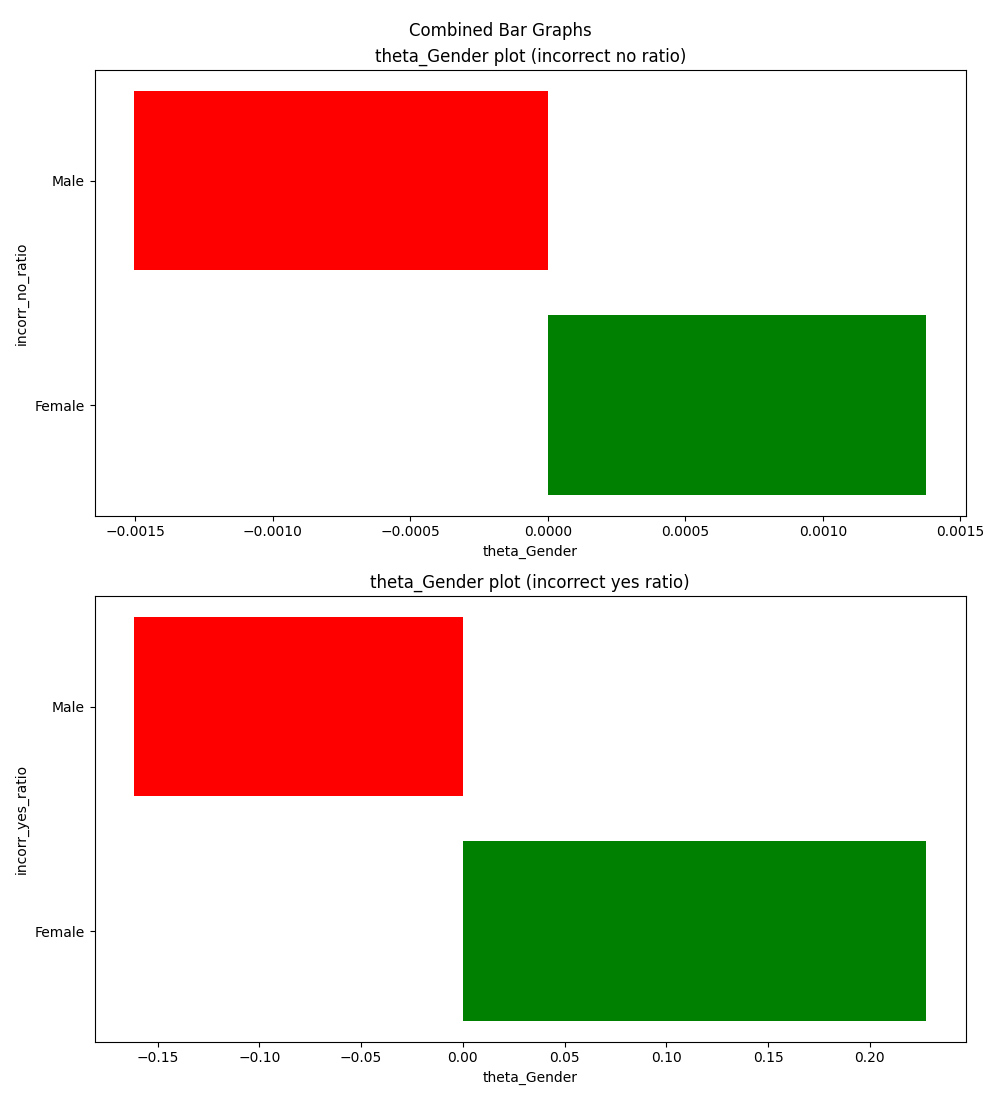 Combined Bar Graphs
theta_Gender plot (incorrect no ratio)
incorr_no_ratio
Male
Female
−0.0015 −0.0010 −0.0005 0.0000 0.0005 0.0010 0.0015
theta_Gender
theta_Gender plot (incorrect yes ratio)
incorr_yes_ratio
Male
Female
−0.15 −0.10 −0.05 0.00 0.05 0.10 0.15 0.20
theta_Gender